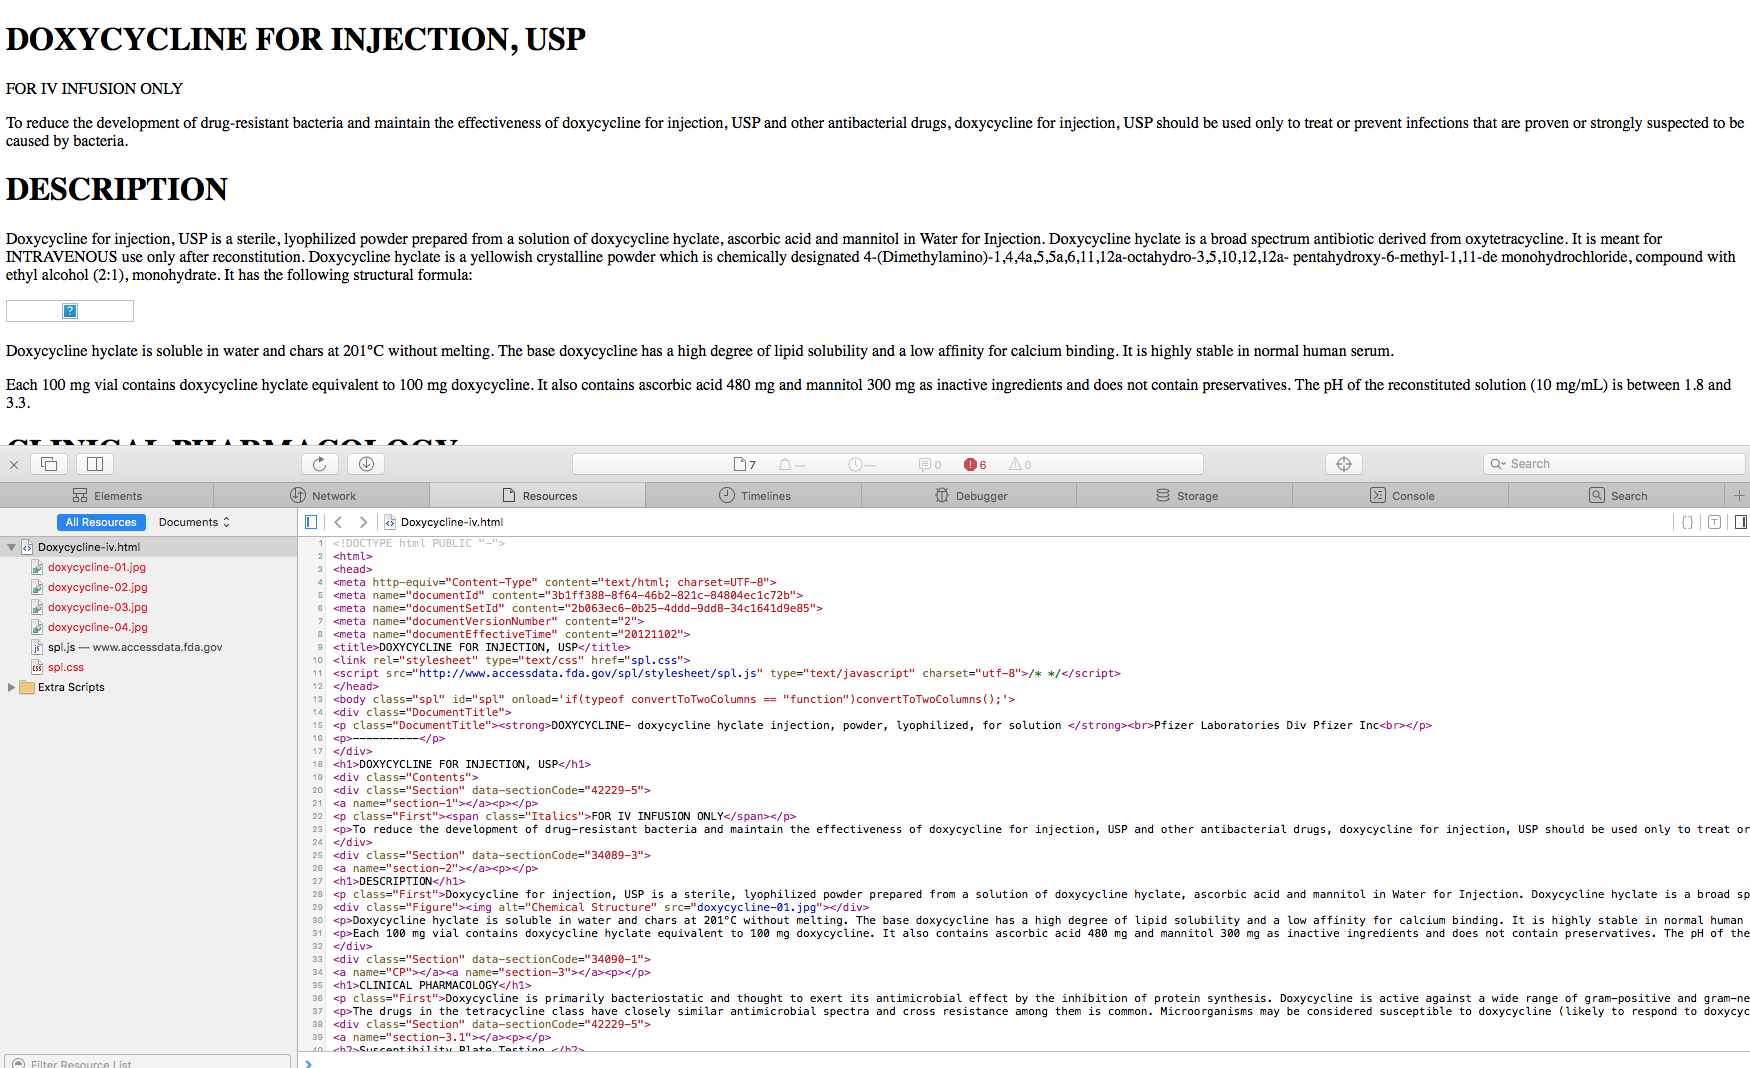 DOXYCYCLINE FOR INJECTION, USP
FOR IV INFUSION ONLY
To reduce the development of drug-resistant bacteria and maintain the effectiveness of doxycycline for injection, USP and other antibacterial drugs, doxycycline for injection, USP should be used only to treat or prevent infections that are proven or strongly suspected to be
caused by bacteria.
DESCRIPTION
Doxycycline for injection, USP is a sterile, lyophilized powder prepared from a solution of doxycycline hyclate, ascorbic acid and mannitol in Water for Injection. Doxycycline hyclate is a broad spectrum antibiotic derived from oxytetracycline. It is meant for
INTRAVENOUS use only after reconstitution. Doxycycline hyclate is a yellowish crystalline powder which is chemically designated 4-(Dimethylamino)-1,4,4a,5,5a,6,11,12a-octahydro-3,5,10,12,12a- pentahydroxy-6-methyl-1,11-de monohydrochloride, compound with
ethyl alcohol (2:1), monohydrate. It has the following structural formula:
?
Doxycycline hyclate is soluble in water and chars at 201°C without melting. The base doxycycline has a high degree of lipid solubility and a low affinity for calcium binding. It is highly stable in normal human serum.
Each 100 mg vial contains doxycycline hyclate equivalent to 100 mg doxycycline. It also contains ascorbic acid 480 mg and mannitol 300 mg as inactive ingredients and does not contain preservatives. The pH of the reconstituted solution (10 mg/mL) is between 1.8 and
3.3.
CLINICAL PHARMACOLOGY
7 — — 0 6 0 Search
Elements Network Resources Timelines Debugger Storage Console Search +
All Resources Documents Doxycycline-iv.html {} T
Doxycycline-iv.html
doxycycline-01.jpg
doxycycline-02.jpg
doxycycline-03.jpg
doxycycline-04.jpg
spl.js — www.accessdata.fda.gov
spl.css
Extra Scripts
Filter Resource List
1 <!DOCTYPE html PUBLIC "-">
2 <html>
3 <head>
4 <meta http-equiv="Content-Type" content="text/html; charset=UTF-8">
5 <meta name="documentId" content="3b1ff388-8f64-46b2-821c-84804ec1c72b">
6 <meta name="documentSetId" content="2b063ec6-0b25-4ddd-9dd8-34c1641d9e85">
7 <meta name="documentVersionNumber" content="2">
8 <meta name="documentEffectiveTime" content="20121102">
9 <title>DOXYCYCLINE FOR INJECTION, USP</title>
10 <link rel="stylesheet" type="text/css" href="spl.css">
11 <script src="http://www.accessdata.fda.gov/spl/stylesheet/spl.js" type="text/javascript" charset="utf-8">/* */</script>
12 </head>
13 <body class="spl" id="spl" onload='if(typeof convertToTwoColumns == "function")convertToTwoColumns();'>
14 <div class="DocumentTitle">
15 <p class="DocumentTitle"><strong>DOXYCYCLINE- doxycycline hyclate injection, powder, lyophilized, for solution </strong><br>Pfizer Laboratories Div Pfizer Inc<br></p>
16 <p>----------</p>
17 </div>
18 <h1>DOXYCYCLINE FOR INJECTION, USP</h1>
19 <div class="Contents">
20 <div class="Section" data-sectionCode="42229-5">
21 <a name="section-1"></a><p></p>
22 <p class="First"><span class="Italics">FOR IV INFUSION ONLY</span></p>
23 <p>To reduce the development of drug-resistant bacteria and maintain the effectiveness of doxycycline for injection, USP and other antibacterial drugs, doxycycline for injection, USP should be used only to treat or
24 </div>
25 <div class="Section" data-sectionCode="34089-3">
26 <a name="section-2"></a><p></p>
27 <h1>DESCRIPTION</h1>
28 <p class="First">Doxycycline for injection, USP is a sterile, lyophilized powder prepared from a solution of doxycycline hyclate, ascorbic acid and mannitol in Water for Injection. Doxycycline hyclate is a broad sp
29 <div class="Figure"><img alt="Chemical Structure" src="doxycycline-01.jpg"></div>
30 <p>Doxycycline hyclate is soluble in water and chars at 201°C without melting. The base doxycycline has a high degree of lipid solubility and a low affinity for calcium binding. It is highly stable in normal human
31 <p>Each 100 mg vial contains doxycycline hyclate equivalent to 100 mg doxycycline. It also contains ascorbic acid 480 mg and mannitol 300 mg as inactive ingredients and does not contain preservatives. The pH of the
32 </div>
33 <div class="Section" data-sectionCode="34090-1">
34 <a name="CP"></a><a name="section-3"></a><p></p>
35 <h1>CLINICAL PHARMACOLOGY</h1>
36 <p class="First">Doxycycline is primarily bacteriostatic and thought to exert its antimicrobial effect by the inhibition of protein synthesis. Doxycycline is active against a wide range of gram-positive and gram-ne
37 <p>The drugs in the tetracycline class have closely similar antimicrobial spectra and cross resistance among them is common. Microorganisms may be considered susceptible to doxycycline (likely to respond to doxycyc
38 <div class="Section" data-sectionCode="42229-5">
39 <a name="section-3.1"></a><p></p>
40 <h2>Susceptibility Plate Testing </h2>